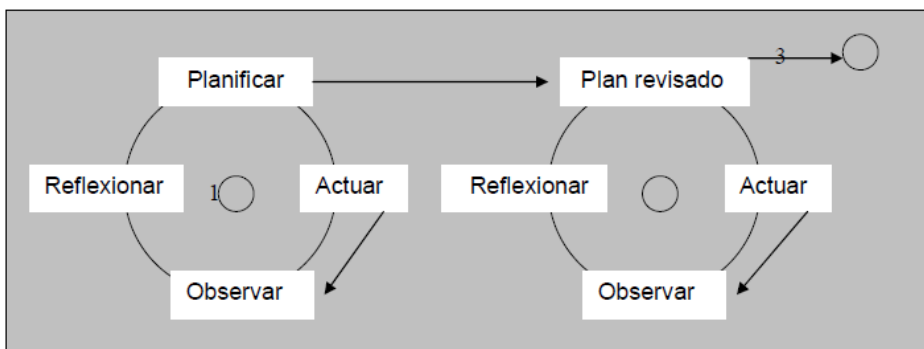 Planificar
Plan revisado
3
Reflexionar
1
Actuar
Reflexionar
Actuar
Observar
Observar